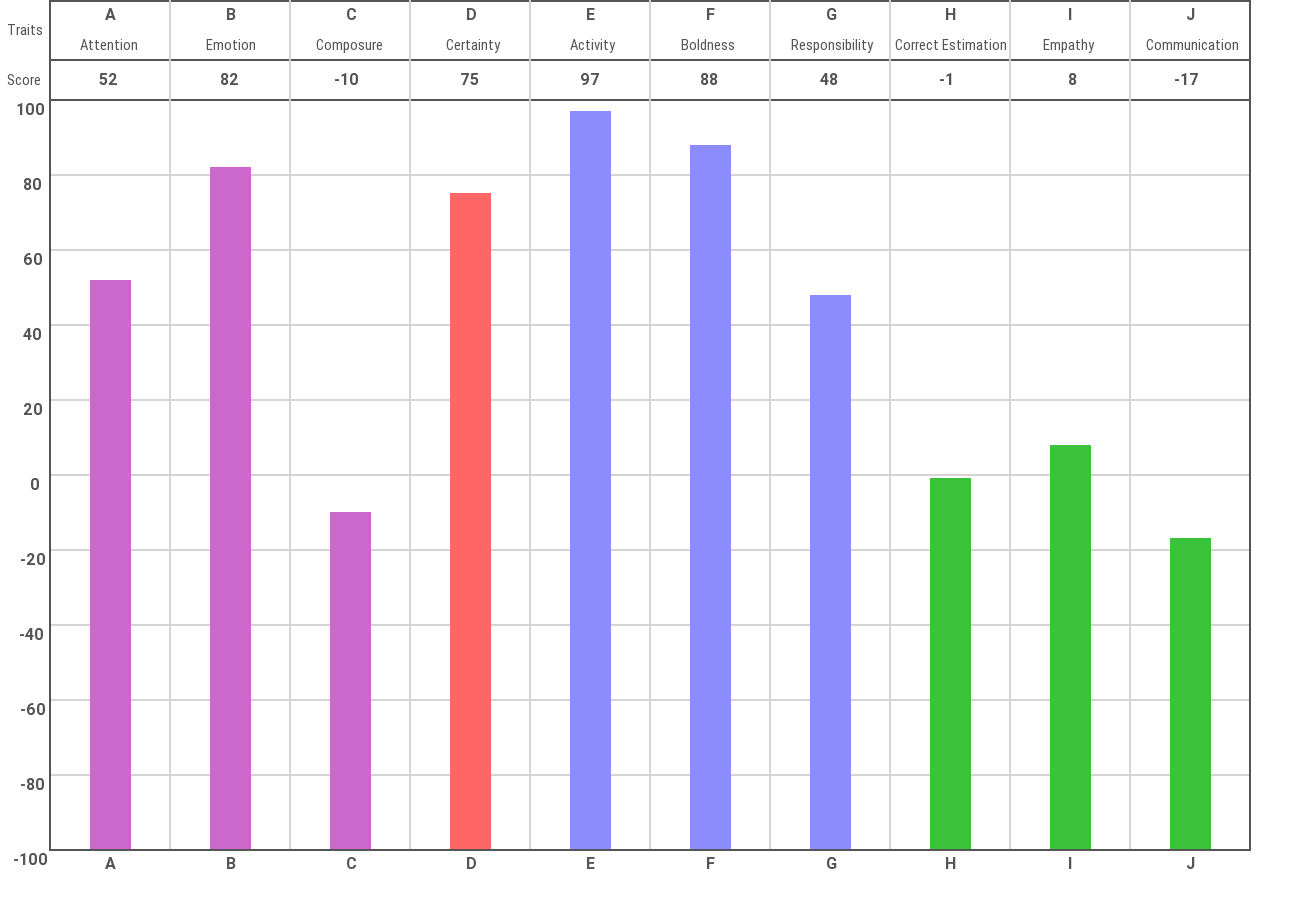 Traits A B C D E F G H I J
Attention Emotion Composure Certainty Activity Boldness Responsibility Correct Estimation Empathy Communication
Score 52 82 -10 75 97 88 48 -1 8 -17
100
80
60
40
20
0
-20
-40
-60
-80
-100
A B C D E F G H I J